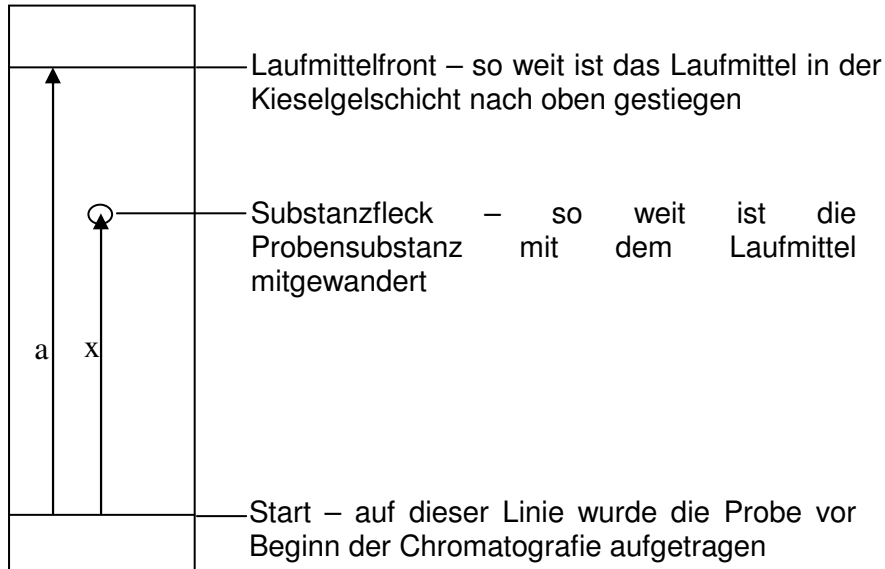 Laufmittelfront – so weit ist das Laufmittel in der
Kieselgelschicht nach oben gestiegen
Substanzfleck – so weit ist die
Probensubstanz mit dem Laufmittel
mitgewandert
a
x
Start – auf dieser Linie wurde die Probe vor
Beginn der Chromatografie aufgetragen